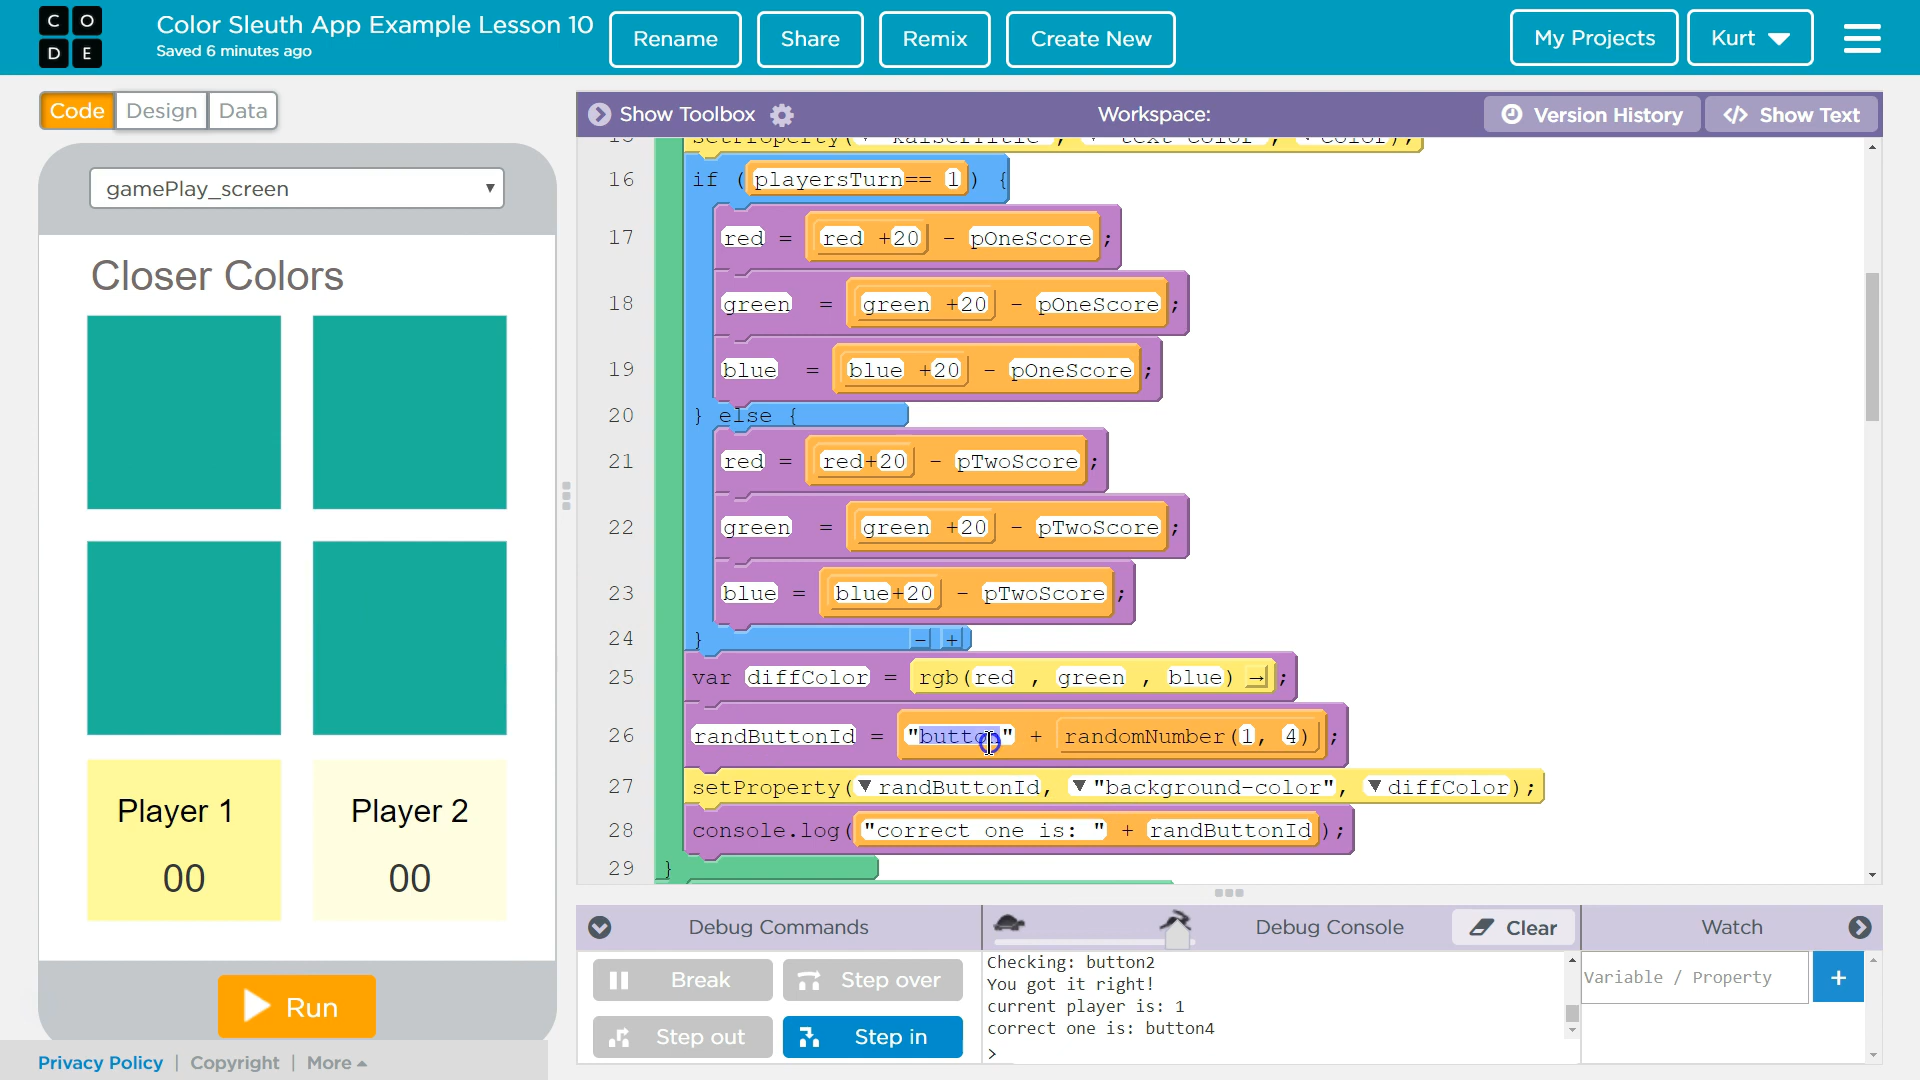 C O
D E
Color Sleuth App Example Lesson 10
Saved 6 minutes ago
Rename
Share
Remix
Create New
My Projects
Kurt
Code
Design
Data
gamePlay_screen
Closer Colors
Player 1
00
Player 2
00
Run
Privacy Policy | Copyright | More
Show Toolbox
Workspace:
Version History
</> Show Text
16 if (playersTurn== 1) {
17 red = red +20 - pOneScore;
18 green = green +20 - pOneScore;
19 blue = blue +20 - pOneScore;
20 } else {
21 red = red+20 - pTwoScore;
22 green = green +20 - pTwoScore;
23 blue = blue+20 - pTwoScore;
24 } - +
25 var diffColor = rgb(red , green , blue) → ;
26 randButtonId = "button" + randomNumber(1, 4) ;
27 setProperty(randButtonId, "background-color", diffColor);
28 console.log("correct one is: " + randButtonId);
29 }
Debug Commands
Debug Console
Clear
Watch
Break
Step over
Step out
Step in
Checking: button2
You got it right!
current player is: 1
correct one is: button4
>
Variable / Property
+